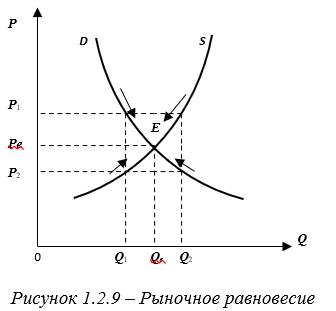 P
D
S
P1
E
Pe
P2
Q
0
Q1
Qe
Q2
Рисунок 1.2.9 – Рыночное равновесие